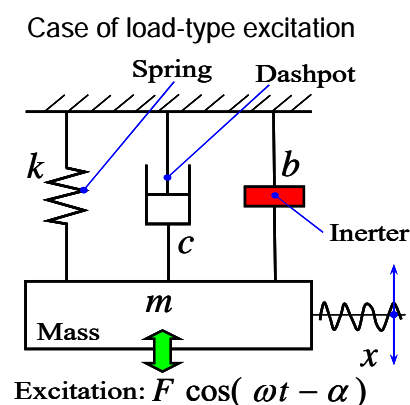 Case of load-type excitation
Spring
Dashpot
k
b
c
Inerter
m
Mass
x
Excitation: F cos( ωt − α )